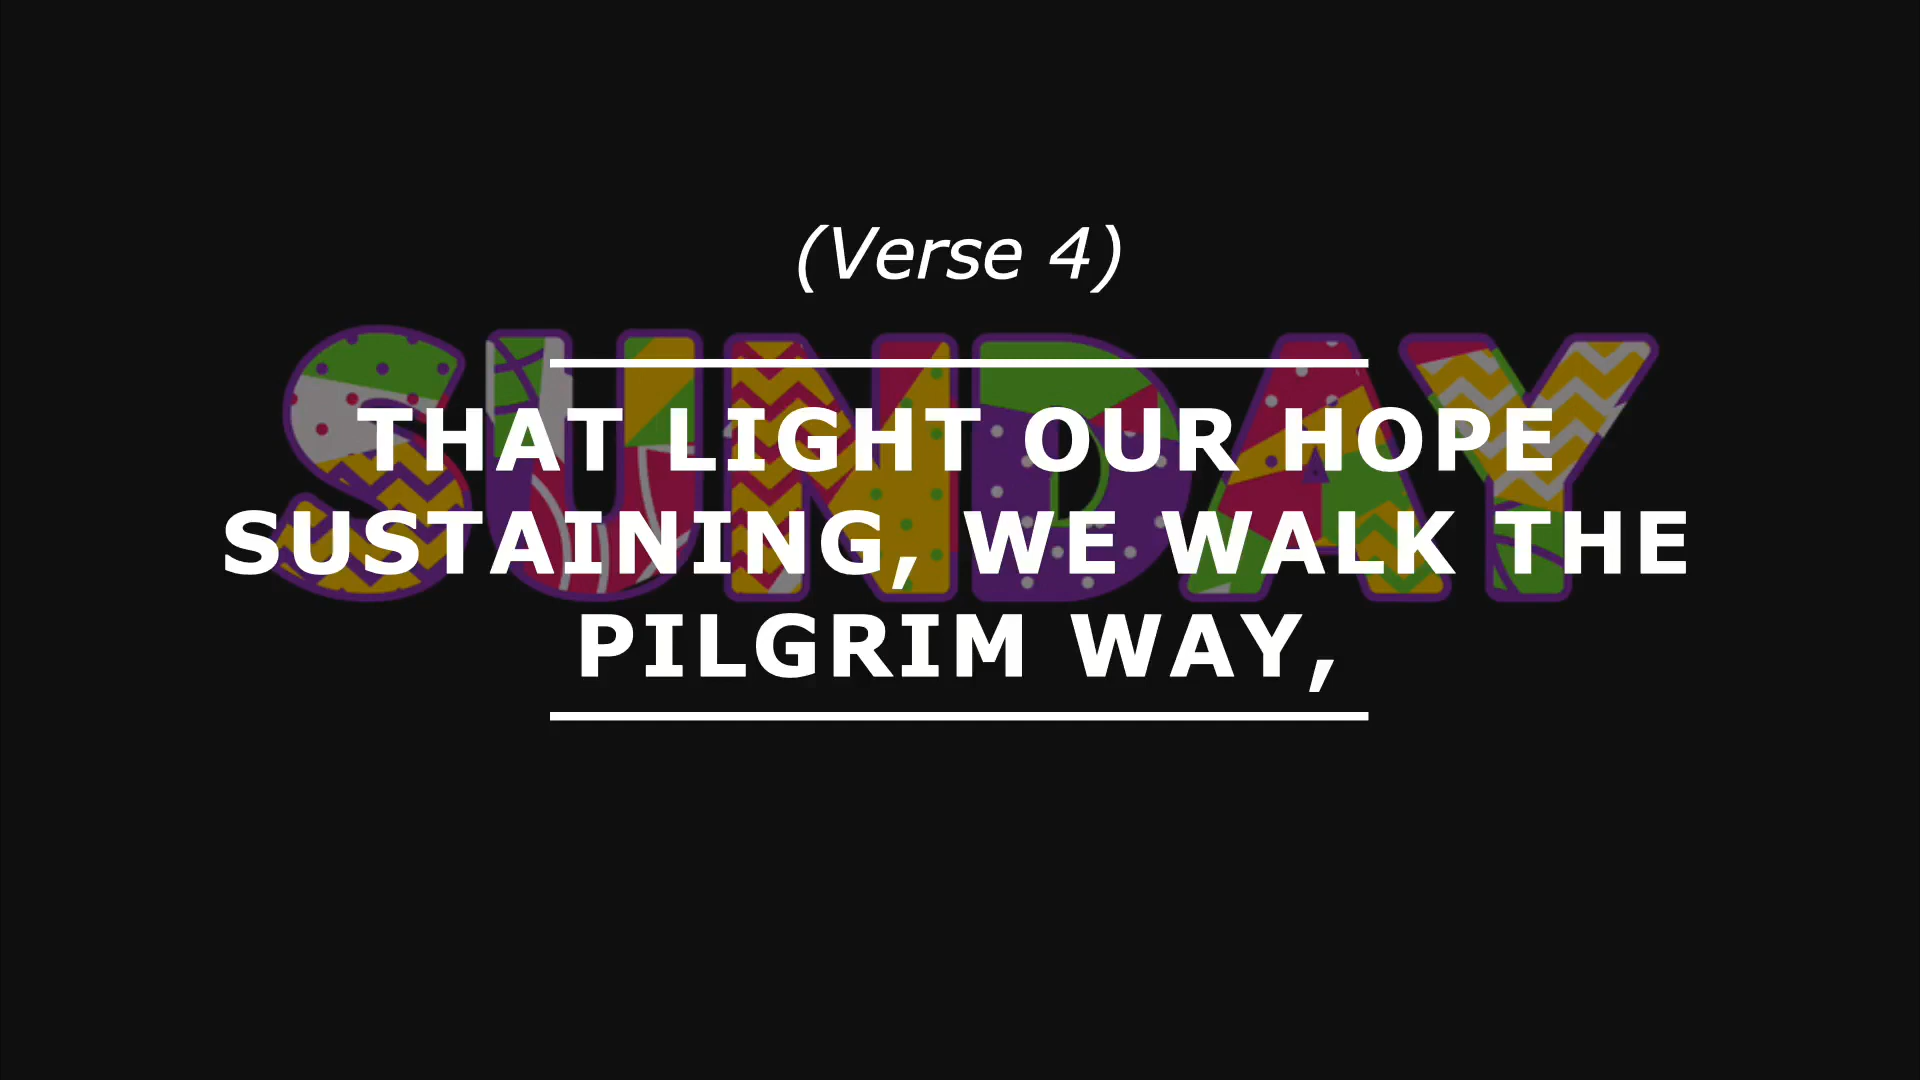 (Verse 4)
SUNDAY
THAT LIGHT OUR HOPE
SUSTAINING, WE WALK THE
PILGRIM WAY,